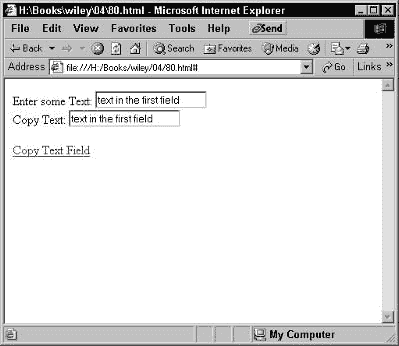 H:\Books\wiley\04\80.html - Microsoft Internet Explorer
File Edit View Favorites Tools Help Send
Back Search Favorites Media »
Address file:///H:/Books/wiley/04/80.html# Go Links »
Enter some Text: text in the first field
Copy Text: text in the first field
Copy Text Field
My Computer